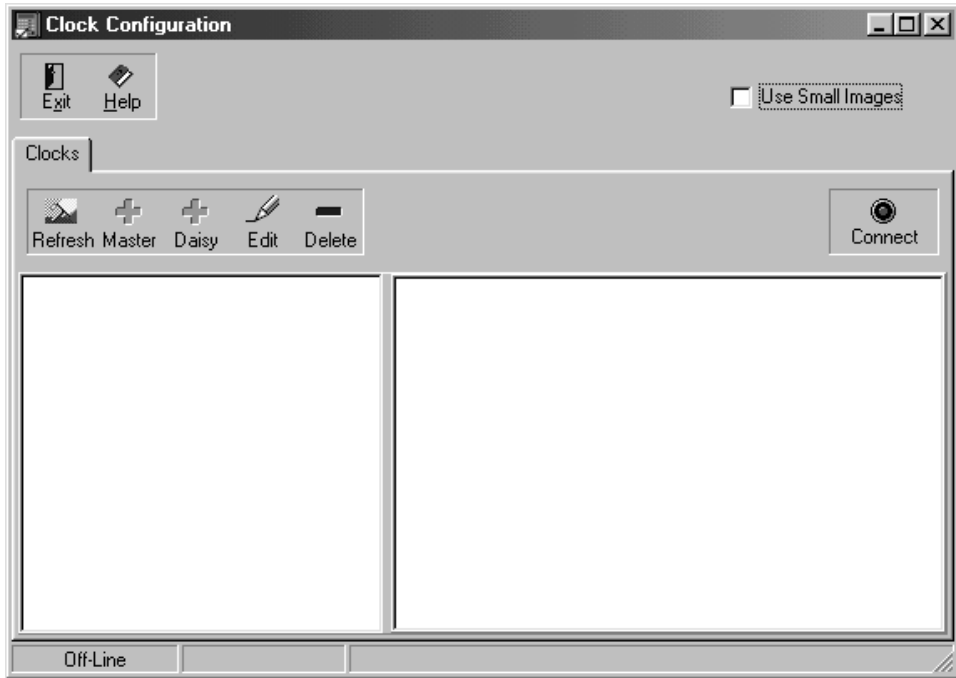 Clock Configuration
Exit Help
Use Small Images
Clocks
Refresh Master Daisy Edit Delete
Connect
Off-Line